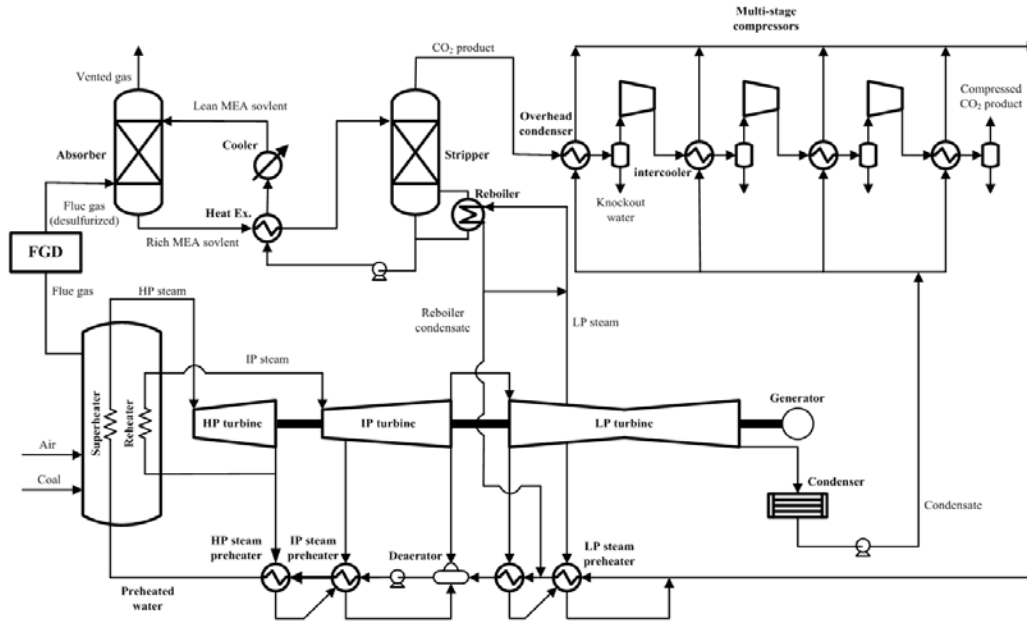 Multi-stage
compressors
CO2 product
Vented gas
Lean MEA sovlent
Compressed
CO2 product
Overhead
condenser
Absorber
Cooler
Stripper
intercooler
Reboiler
Flue gas
(desulfurized)
Heat Ex.
Knockout
water
Rich MEA sovlent
FGD
Flue gas
HP steam
Reboiler
condensate
LP steam
IP steam
Superheater
Reheater
HP turbine
IP turbine
LP turbine
Generator
Air
Coal
Condenser
Condensate
HP steam
preheater
IP steam
preheater
Deaerator
LP steam
preheater
Preheated
water